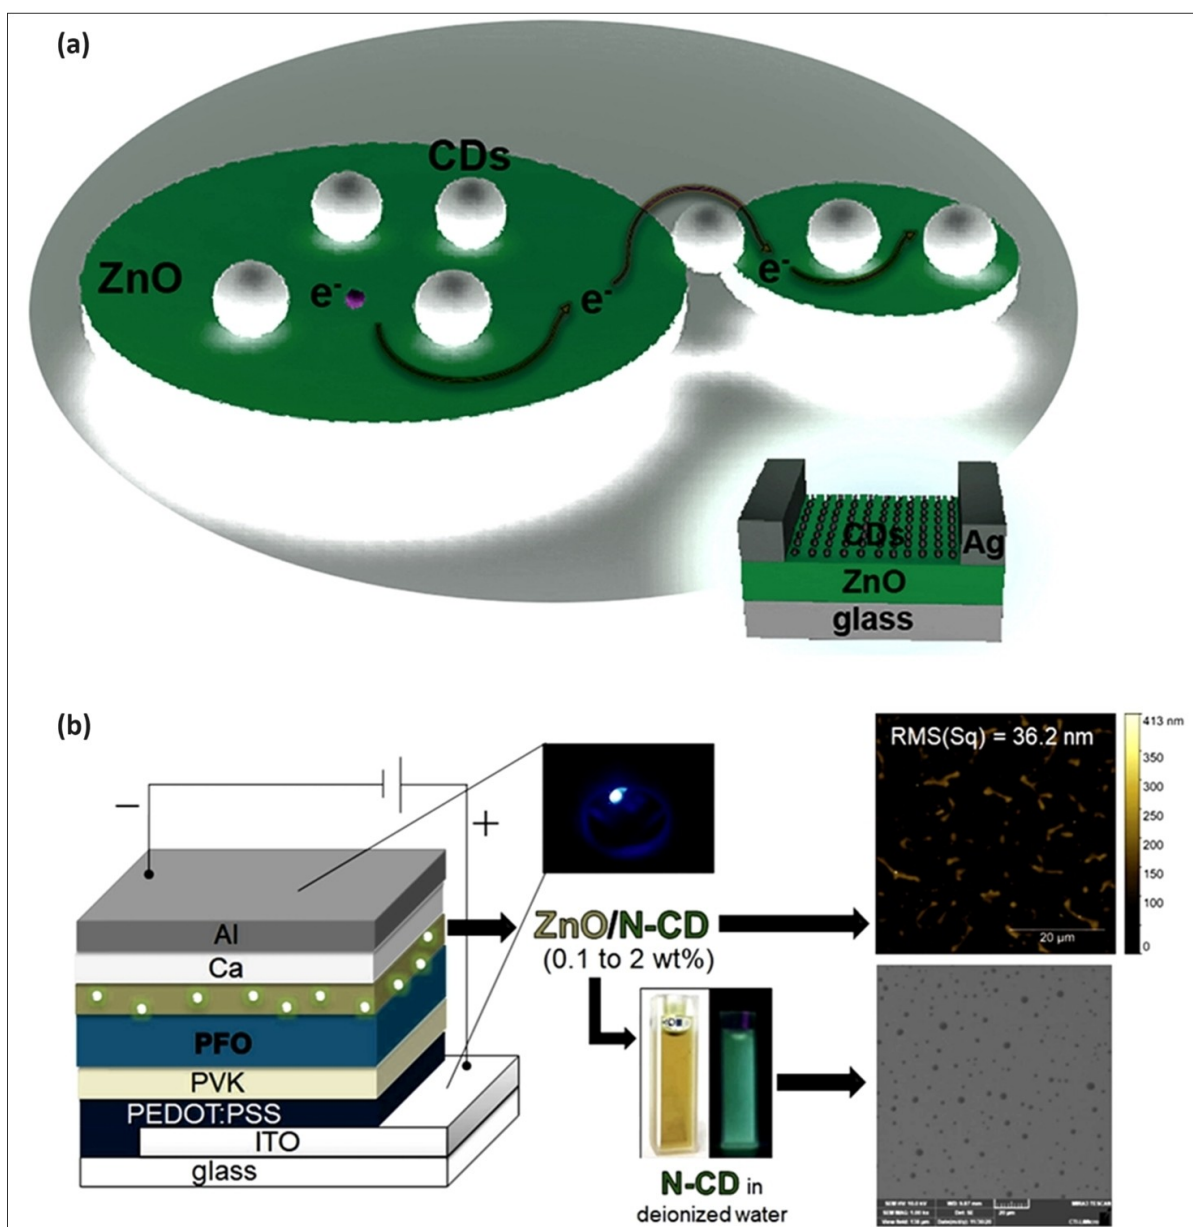 (a)
CDs
ZnO
e-
e-
e-
CDs
Ag
ZnO
glass
(b)
−
+
Al
Ca
PFO
PVK
PEDOT:PSS
ITO
glass
ZnO/N-CD
(0.1 to 2 wt%)
N-CD in
deionized water
RMS(Sq) = 36.2 nm
20 µm
413 nm
350
300
250
200
150
100
0
20 µm